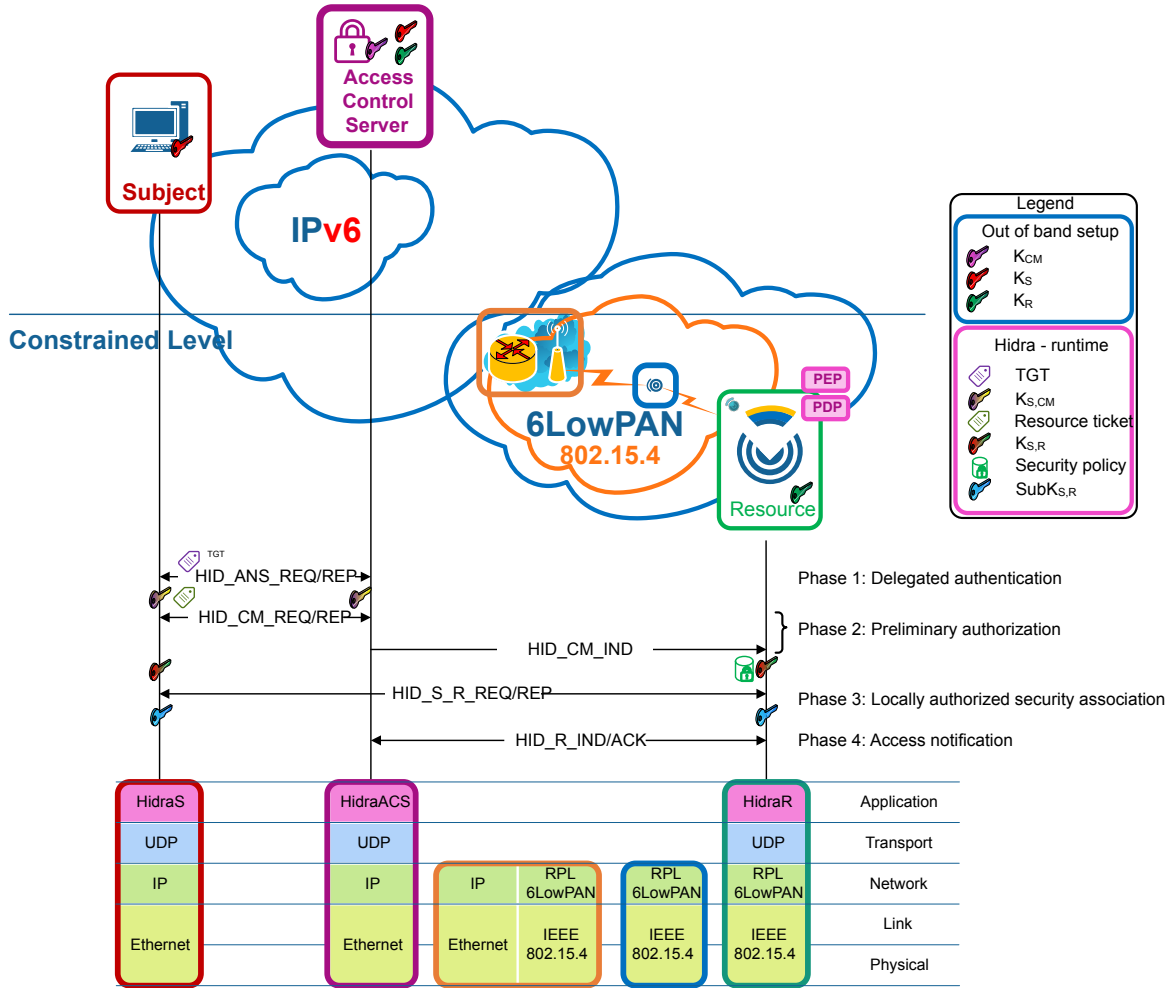 Access
Control
Server
Subject
IPv6
Constrained Level
6LowPAN
802.15.4
PEP
PDP
Resource
Legend
Out of band setup
KCM
KS
KR
Hidra - runtime
TGT
KS,CM
Resource ticket
KS,R
Security policy
SubKS,R
TGT
HID_ANS_REQ/REP
Phase 1: Delegated authentication
HID_CM_REQ/REP
Phase 2: Preliminary authorization
HID_CM_IND
HID_S_R_REQ/REP
Phase 3: Locally authorized security association
HID_R_IND/ACK
Phase 4: Access notification
HidraS
HidraACS
HidraR
Application
UDP
UDP
UDP
Transport
IP
IP
IP
RPL
6LowPAN
RPL
6LowPAN
RPL
6LowPAN
Network
Ethernet
Ethernet
Ethernet
IEEE
802.15.4
IEEE
802.15.4
IEEE
802.15.4
Link
Physical